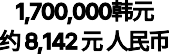 1,700,000韩元
约 8,142 元 人民币